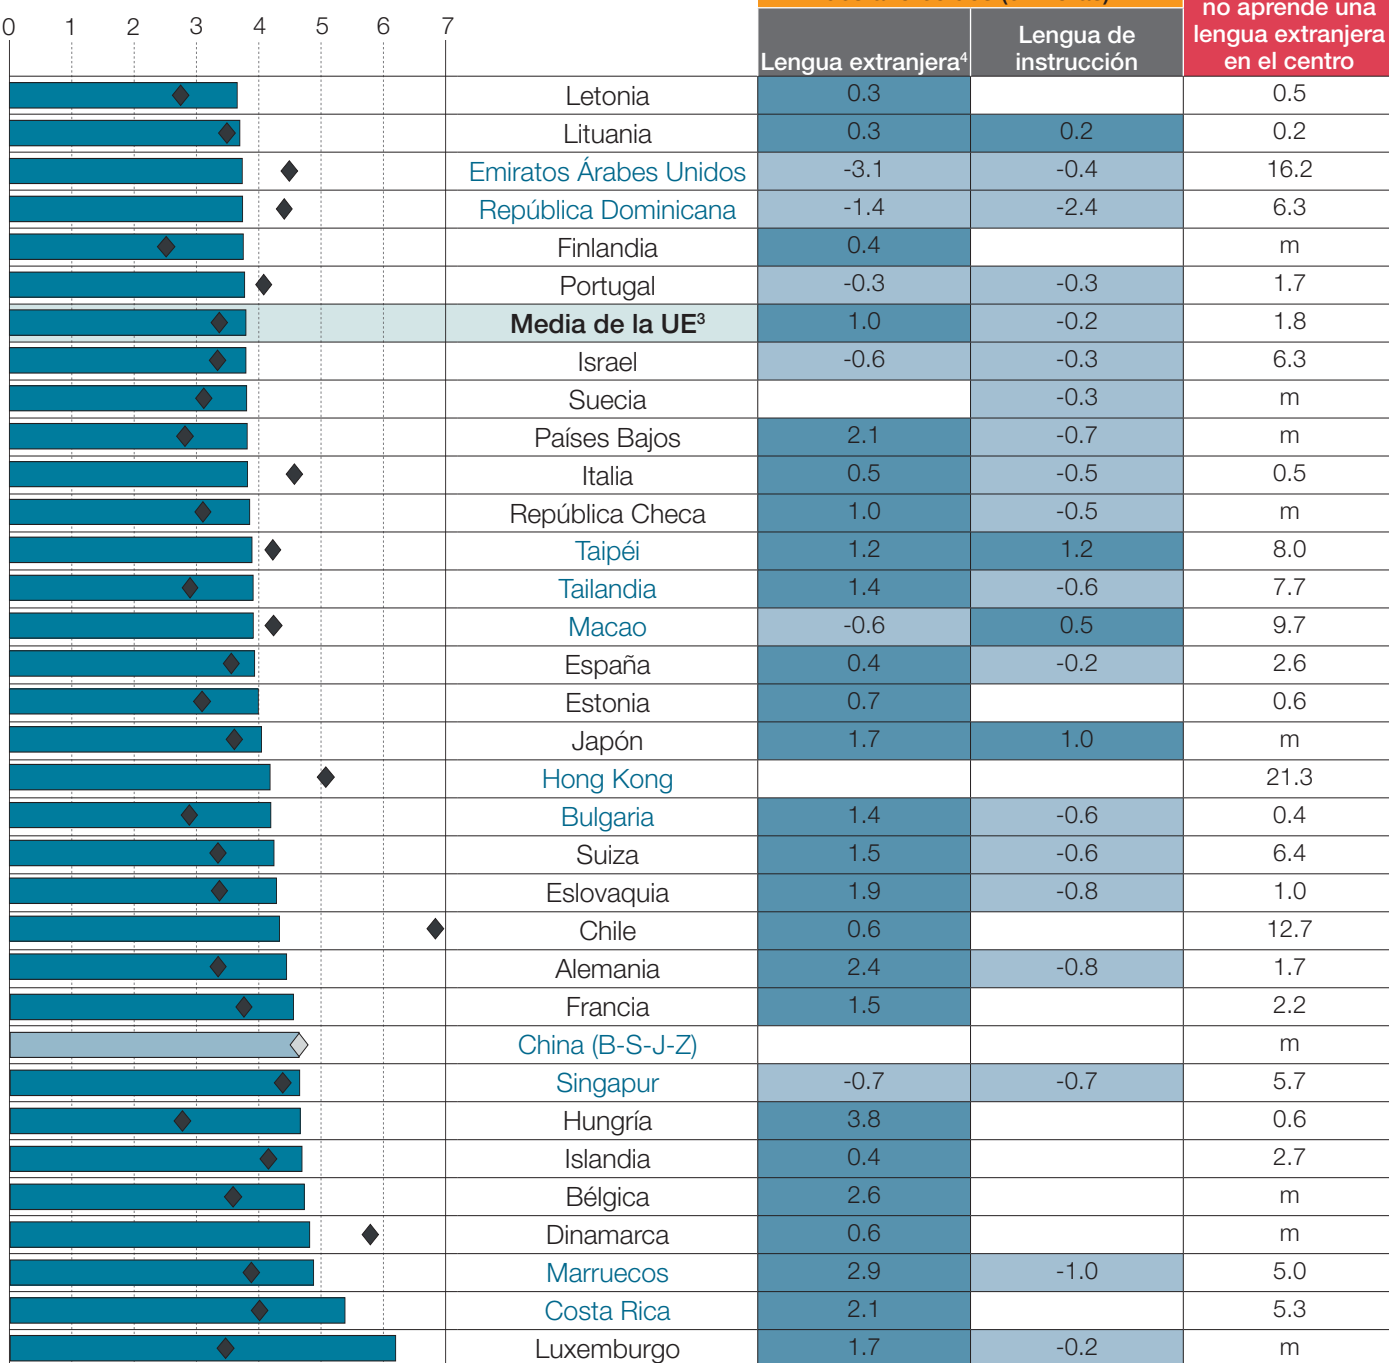 no aprende una
lengua extranjera
en el centro
0 1 2 3 4 5 6 7
Lengua extranjera⁴
Lengua de
instrucción
Letonia 0.3 0.5
Lituania 0.3 0.2 0.2
Emiratos Árabes Unidos -3.1 -0.4 16.2
República Dominicana -1.4 -2.4 6.3
Finlandia 0.4 m
Portugal -0.3 -0.3 1.7
Media de la UE³ 1.0 -0.2 1.8
Israel -0.6 -0.3 6.3
Suecia -0.3 m
Países Bajos 2.1 -0.7 m
Italia 0.5 -0.5 0.5
República Checa 1.0 -0.5 m
Taipéi 1.2 1.2 8.0
Tailandia 1.4 -0.6 7.7
Macao -0.6 0.5 9.7
España 0.4 -0.2 2.6
Estonia 0.7 0.6
Japón 1.7 1.0 m
Hong Kong 21.3
Bulgaria 1.4 -0.6 0.4
Suiza 1.5 -0.6 6.4
Eslovaquia 1.9 -0.8 1.0
Chile 0.6 12.7
Alemania 2.4 -0.8 1.7
Francia 1.5 2.2
China (B-S-J-Z) m
Singapur -0.7 -0.7 5.7
Hungría 3.8 0.6
Islandia 0.4 2.7
Bélgica 2.6 m
Dinamarca 0.6 m
Marruecos 2.9 -1.0 5.0
Costa Rica 2.1 5.3
Luxemburgo 1.7 -0.2 m